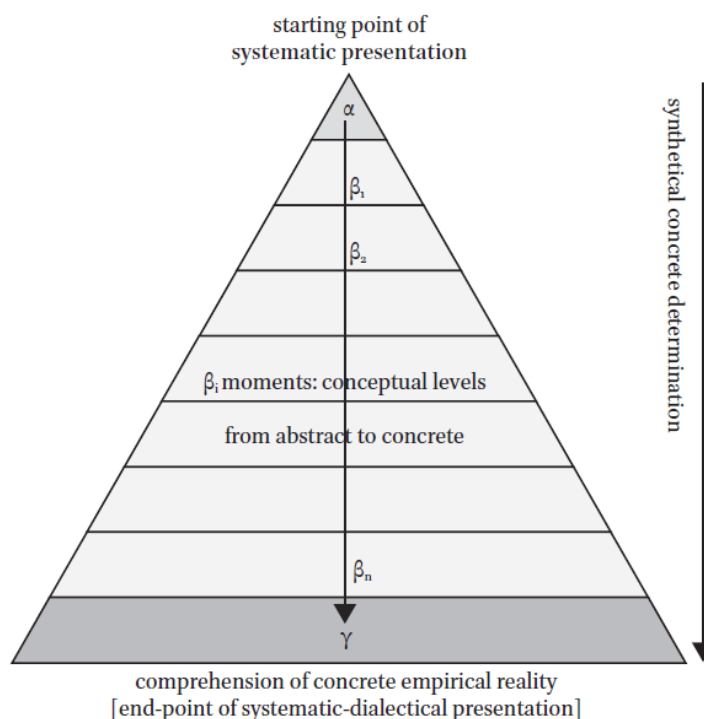 starting point of
systematic presentation
α
β₁
β₂
βᵢ moments: conceptual levels
from abstract to concrete
βₙ
γ
synthetical concrete determination
comprehension of concrete empirical reality
[end-point of systematic-dialectical presentation]